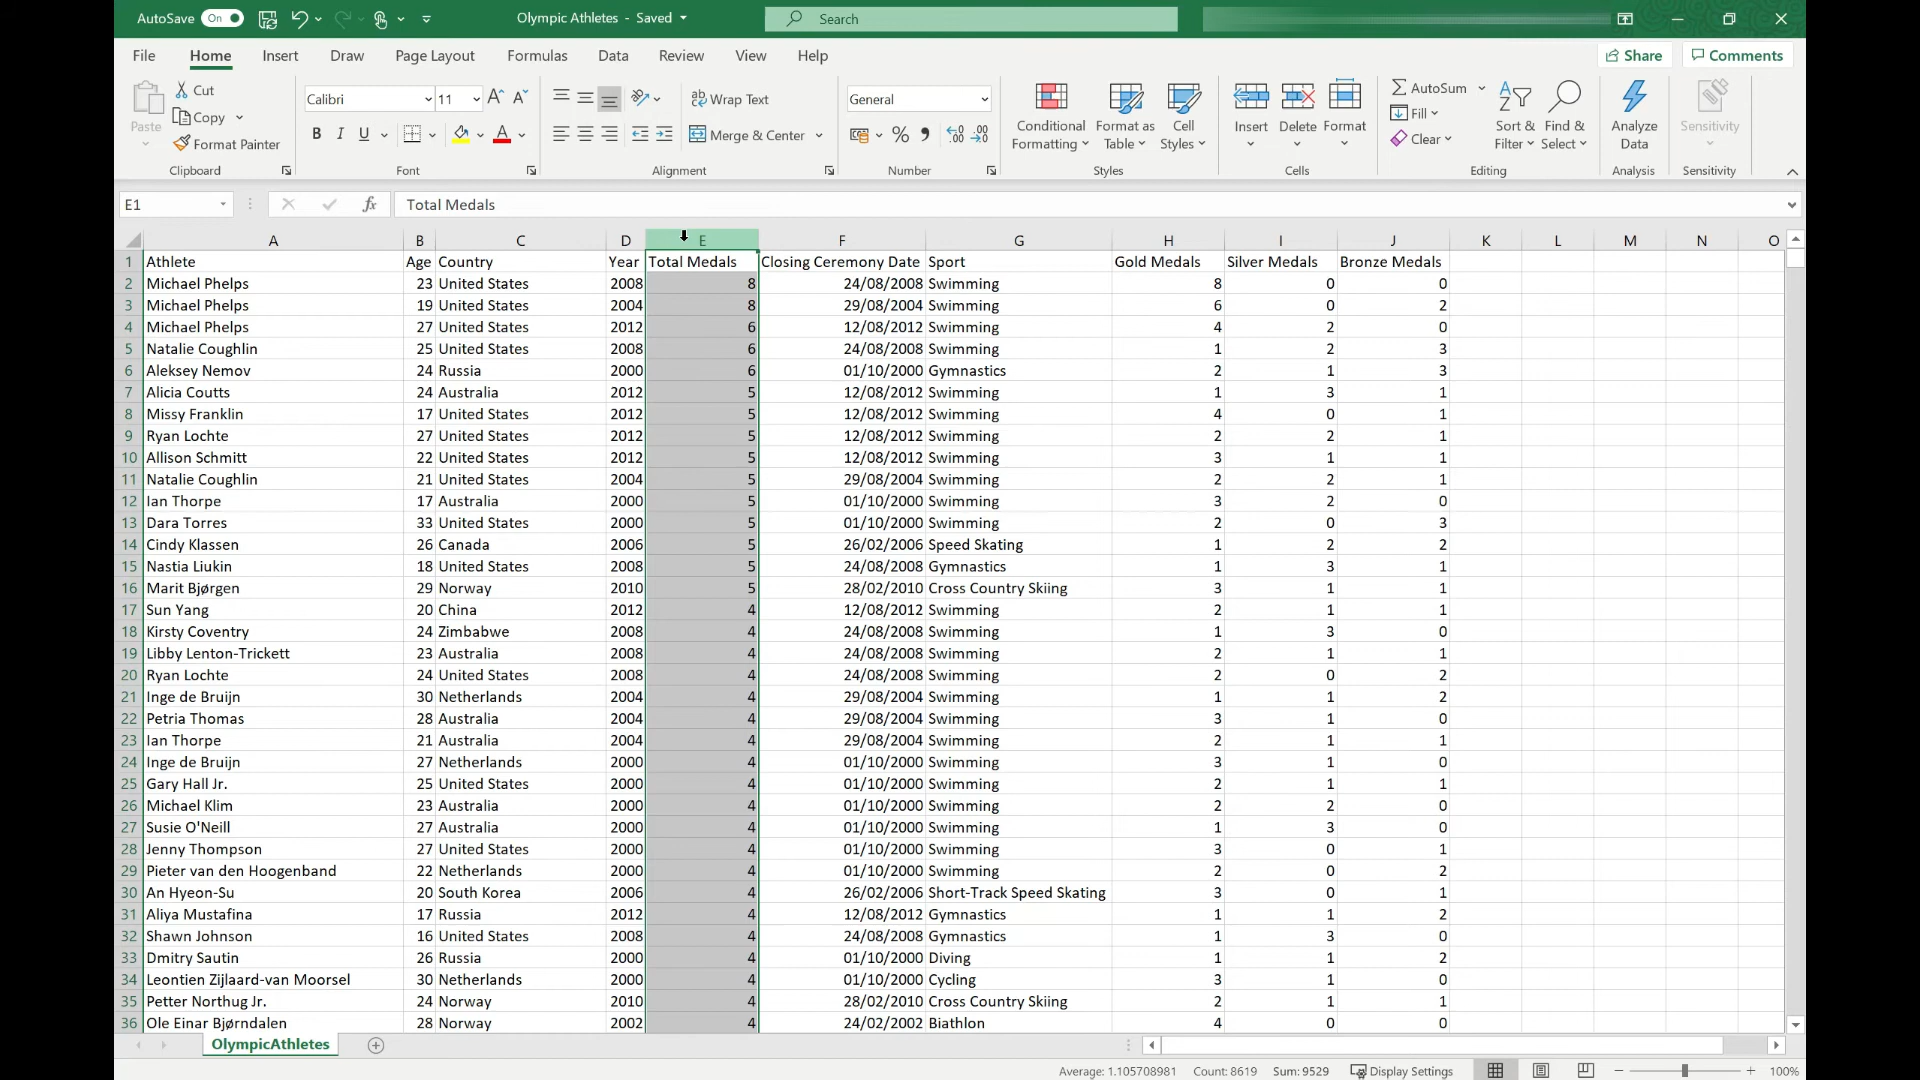 AutoSave On Olympic Athletes - Saved Search
File Home Insert Draw Page Layout Formulas Data Review View Help Share Comments
Paste Cut Copy Format Painter Clipboard
Calibri 11 B I U A Font
ab Wrap Text Merge & Center Alignment
General % Number
Conditional Formatting Format as Table Cell Styles Styles
Insert Delete Format Cells
AutoSum Fill Clear Sort & Filter Find & Select Editing
Analyze Data Analysis
Sensitivity Sensitivity
E1 fx Total Medals
A B C D E F G H I J K L M N O
1 Athlete Age Country Year Total Medals Closing Ceremony Date Sport Gold Medals Silver Medals Bronze Medals
2 Michael Phelps 23 United States 2008 8 24/08/2008 Swimming 8 0 0
3 Michael Phelps 19 United States 2004 8 29/08/2004 Swimming 6 0 2
4 Michael Phelps 27 United States 2012 6 12/08/2012 Swimming 4 2 0
5 Natalie Coughlin 25 United States 2008 6 24/08/2008 Swimming 1 2 3
6 Aleksey Nemov 24 Russia 2000 6 01/10/2000 Gymnastics 2 1 3
7 Alicia Coutts 24 Australia 2012 5 12/08/2012 Swimming 1 3 1
8 Missy Franklin 17 United States 2012 5 12/08/2012 Swimming 4 0 1
9 Ryan Lochte 27 United States 2012 5 12/08/2012 Swimming 2 2 1
10 Allison Schmitt 22 United States 2012 5 12/08/2012 Swimming 3 1 1
11 Natalie Coughlin 21 United States 2004 5 29/08/2004 Swimming 2 2 1
12 Ian Thorpe 17 Australia 2000 5 01/10/2000 Swimming 3 2 0
13 Dara Torres 33 United States 2000 5 01/10/2000 Swimming 2 0 3
14 Cindy Klassen 26 Canada 2006 5 26/02/2006 Speed Skating 1 2 2
15 Nastia Liukin 18 United States 2008 5 24/08/2008 Gymnastics 1 3 1
16 Marit Bjørgen 29 Norway 2010 5 28/02/2010 Cross Country Skiing 3 1 1
17 Sun Yang 20 China 2012 4 12/08/2012 Swimming 2 1 1
18 Kirsty Coventry 24 Zimbabwe 2008 4 24/08/2008 Swimming 1 3 0
19 Libby Lenton-Trickett 23 Australia 2008 4 24/08/2008 Swimming 2 1 1
20 Ryan Lochte 24 United States 2008 4 24/08/2008 Swimming 2 0 2
21 Inge de Bruijn 30 Netherlands 2004 4 29/08/2004 Swimming 1 1 2
22 Petria Thomas 28 Australia 2004 4 29/08/2004 Swimming 3 1 0
23 Ian Thorpe 21 Australia 2004 4 29/08/2004 Swimming 2 1 1
24 Inge de Bruijn 27 Netherlands 2000 4 01/10/2000 Swimming 3 1 0
25 Gary Hall Jr. 25 United States 2000 4 01/10/2000 Swimming 2 1 1
26 Michael Klim 23 Australia 2000 4 01/10/2000 Swimming 2 2 0
27 Susie O'Neill 27 Australia 2000 4 01/10/2000 Swimming 1 3 0
28 Jenny Thompson 27 United States 2000 4 01/10/2000 Swimming 3 0 1
29 Pieter van den Hoogenband 22 Netherlands 2000 4 01/10/2000 Swimming 2 0 2
30 An Hyeon-Su 20 South Korea 2006 4 26/02/2006 Short-Track Speed Skating 3 0 1
31 Aliya Mustafina 17 Russia 2012 4 12/08/2012 Gymnastics 1 1 2
32 Shawn Johnson 16 United States 2008 4 24/08/2008 Gymnastics 1 3 0
33 Dmitry Sautin 26 Russia 2000 4 01/10/2000 Diving 1 1 2
34 Leontien Zijlaard-van Moorsel 30 Netherlands 2000 4 01/10/2000 Cycling 3 1 0
35 Petter Northug Jr. 24 Norway 2010 4 28/02/2010 Cross Country Skiing 2 1 1
36 Ole Einar Bjørndalen 28 Norway 2002 4 24/02/2002 Biathlon 4 0 0
OlympicAthletes
Average: 1.105708981 Count: 8619 Sum: 9529 Display Settings 100%